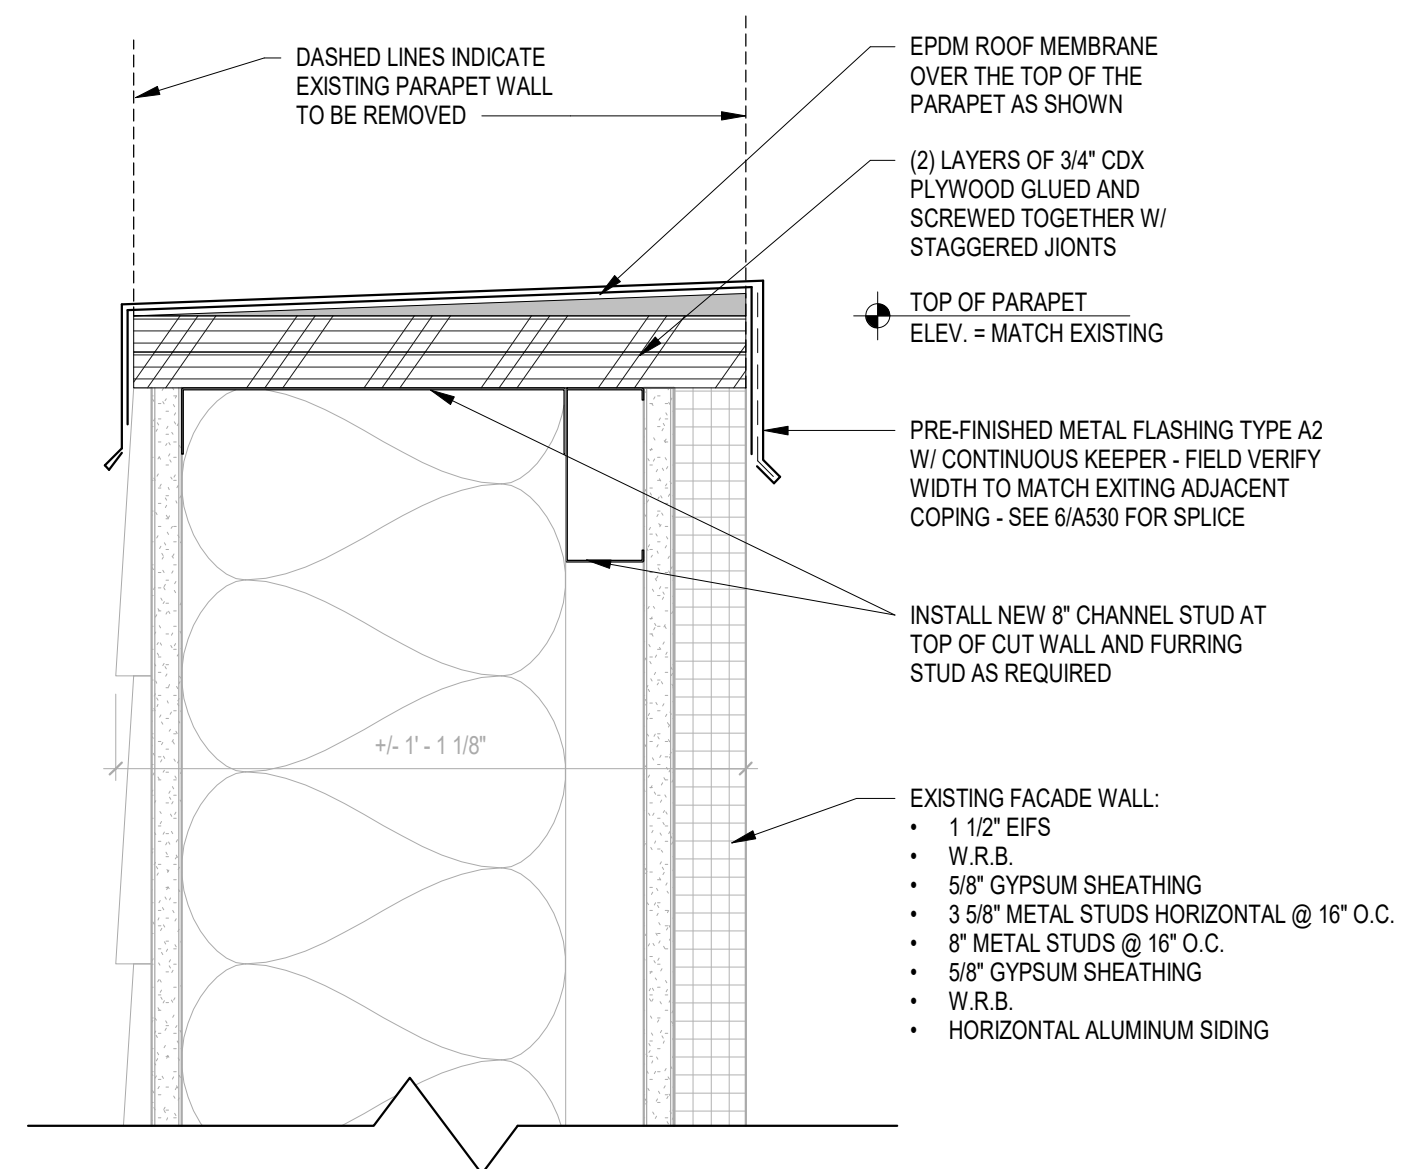 DASHED LINES INDICATE
EXISTING PARAPET WALL
TO BE REMOVED
EPDM ROOF MEMBRANE
OVER THE TOP OF THE
PARAPET AS SHOWN
(2) LAYERS OF 3/4" CDX
PLYWOOD GLUED AND
SCREWED TOGETHER W/
STAGGERED JIONTS
TOP OF PARAPET
ELEV. = MATCH EXISTING
PRE-FINISHED METAL FLASHING TYPE A2
W/ CONTINUOUS KEEPER - FIELD VERIFY
WIDTH TO MATCH EXITING ADJACENT
COPING - SEE 6/A530 FOR SPLICE
INSTALL NEW 8" CHANNEL STUD AT
TOP OF CUT WALL AND FURRING
STUD AS REQUIRED
+/- 1' - 1 1/8"
EXISTING FACADE WALL:
• 1 1/2" EIFS
• W.R.B.
• 5/8" GYPSUM SHEATHING
• 3 5/8" METAL STUDS HORIZONTAL @ 16" O.C.
• 8" METAL STUDS @ 16" O.C.
• 5/8" GYPSUM SHEATHING
• W.R.B.
• HORIZONTAL ALUMINUM SIDING